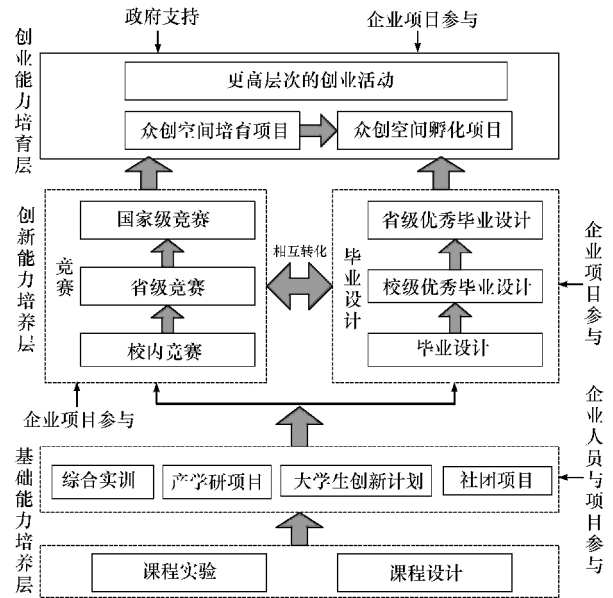 政府支持
企业项目参与
创业能力培育层
更高层次的创业活动
众创空间培育项目
众创空间孵化项目
创新能力培养层
竞赛
国家级竞赛
省级竞赛
校内竞赛
相互转化
毕业设计
省级优秀毕业设计
校级优秀毕业设计
毕业设计
企业项目参与
企业项目参与
基础能力培养层
综合实训
产学研项目
大学生创新计划
社团项目
企业人员与项目参与
课程实验
课程设计